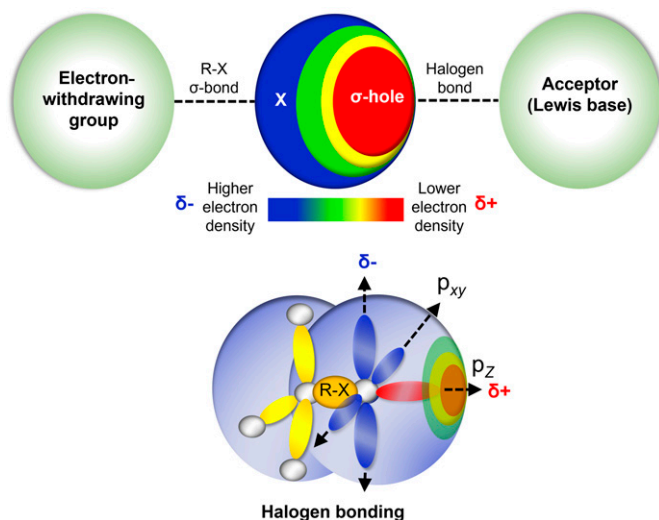 Electron-
withdrawing
group
R-X
σ-bond
X
σ-hole
Halogen
bond
Acceptor
(Lewis base)
δ-
Higher
electron
density
Lower
electron
density
δ+
δ-
pxy
R-X
pZ
δ+
Halogen bonding